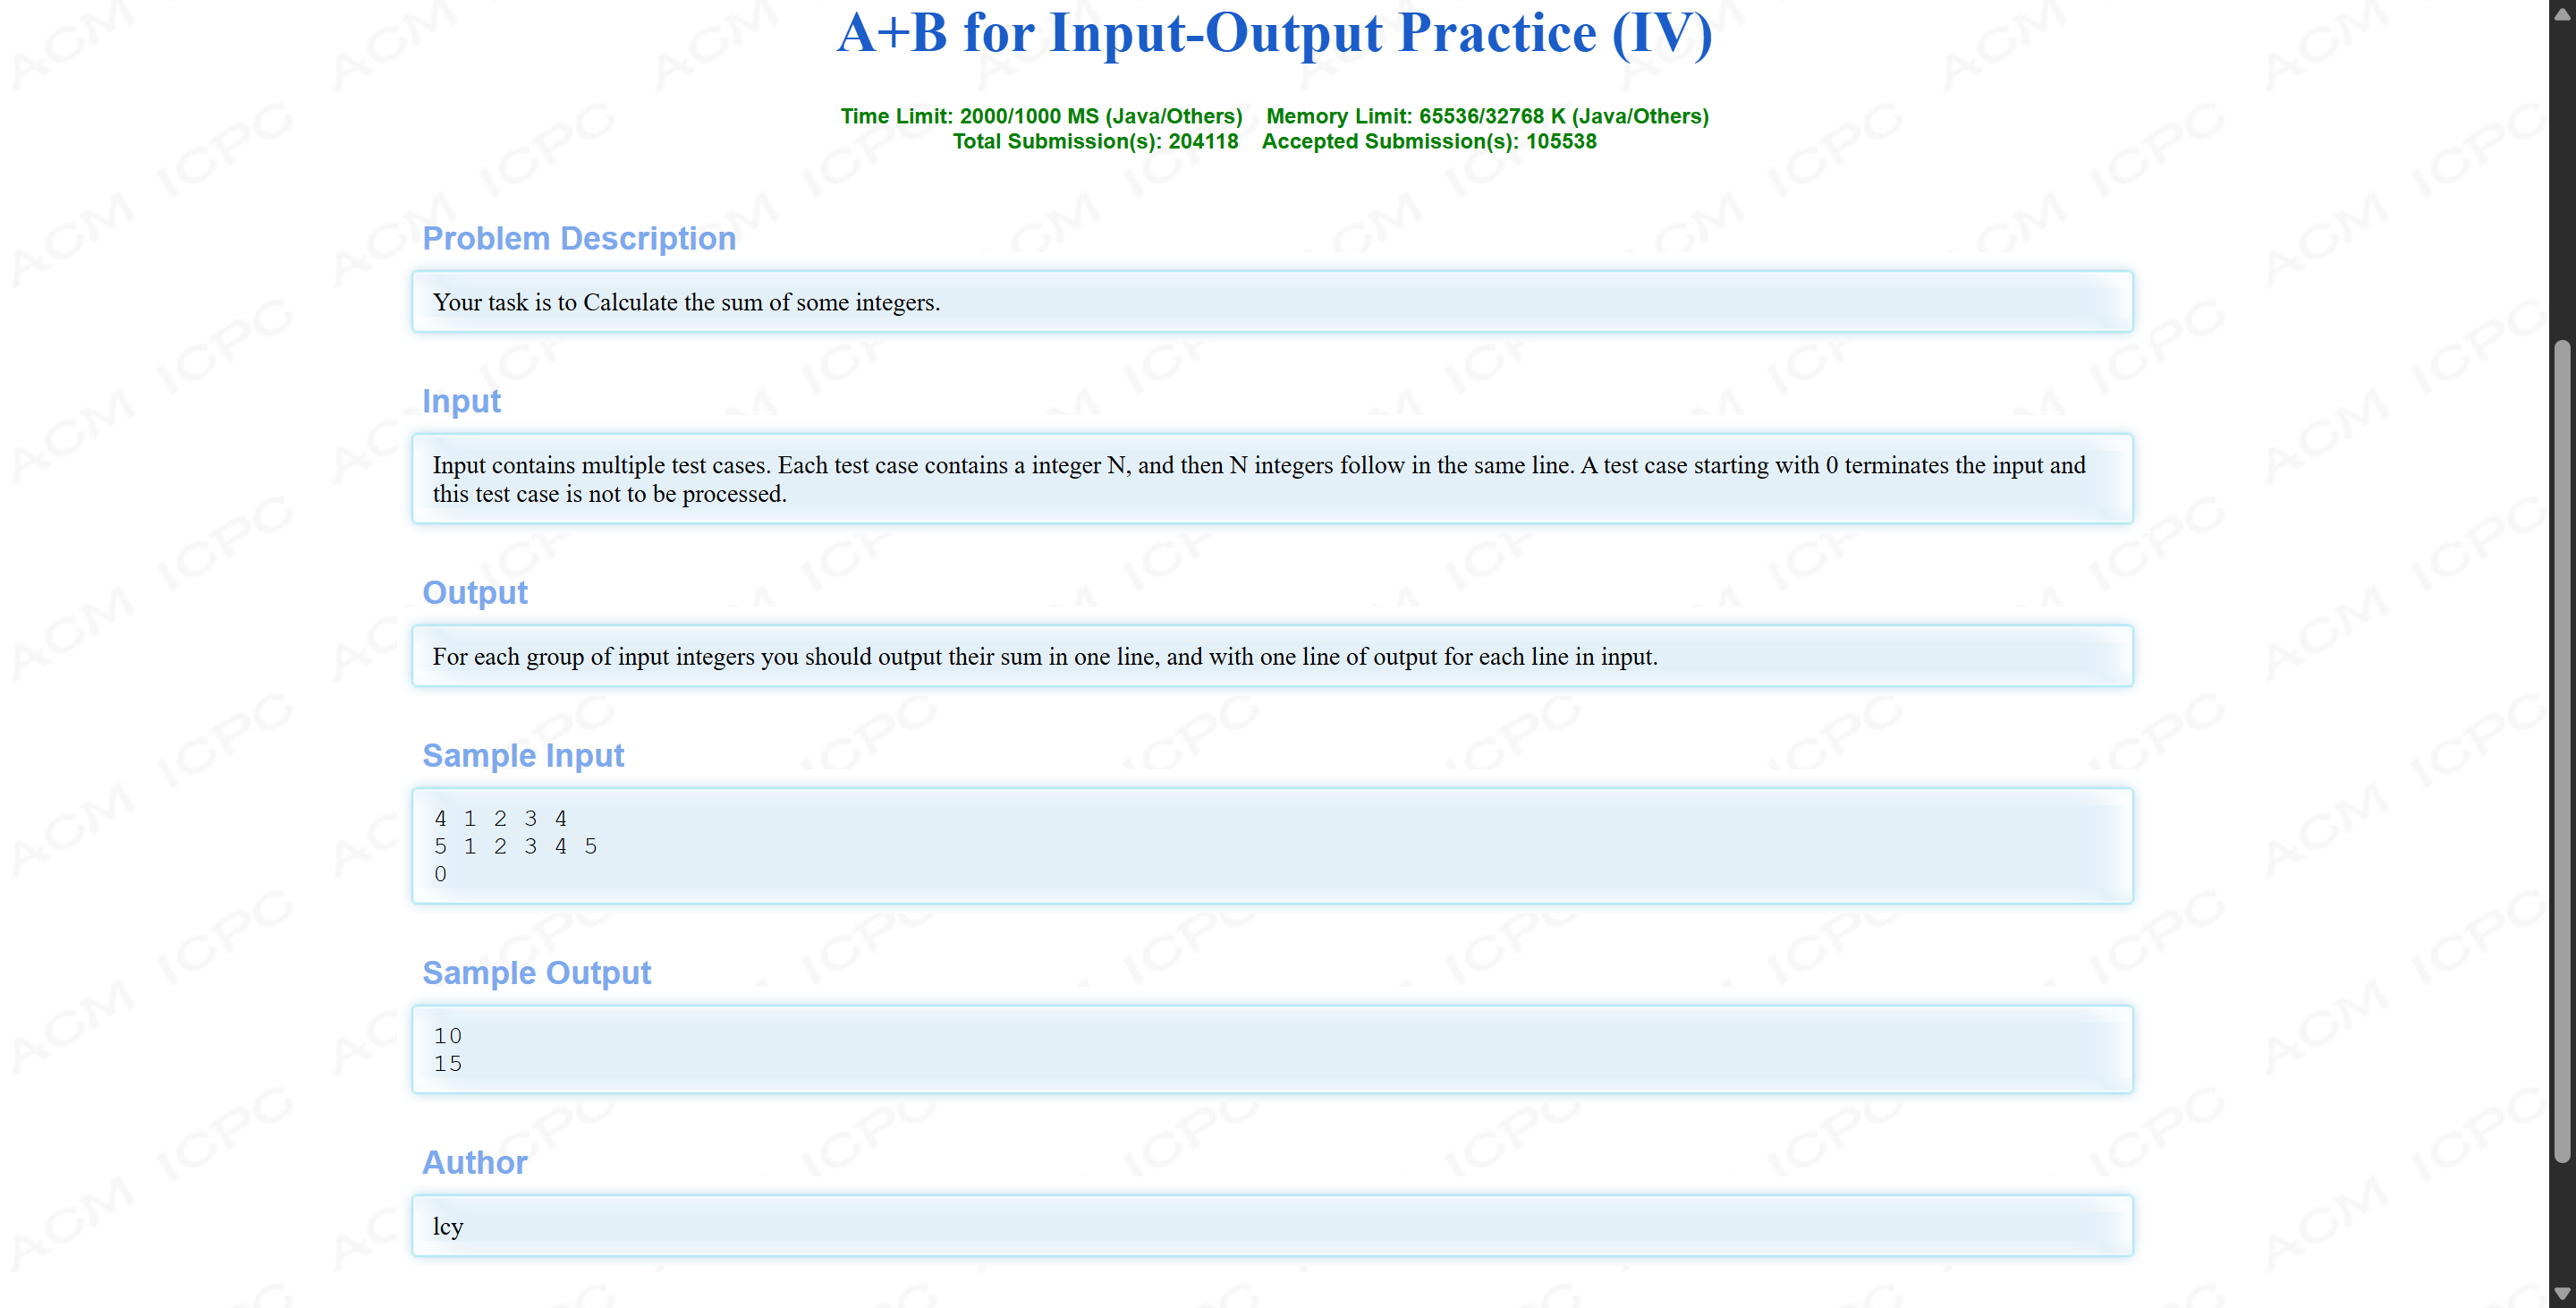 A+B for Input-Output Practice (IV)
Time Limit: 2000/1000 MS (Java/Others)    Memory Limit: 65536/32768 K (Java/Others)
Total Submission(s): 204118    Accepted Submission(s): 105538
Problem Description
Your task is to Calculate the sum of some integers.
Input
Input contains multiple test cases. Each test case contains a integer N, and then N integers follow in the same line. A test case starting with 0 terminates the input and
this test case is not to be processed.
Output
For each group of input integers you should output their sum in one line, and with one line of output for each line in input.
Sample Input
4 1 2 3 4
5 1 2 3 4 5
0
Sample Output
10
15
Author
lcy